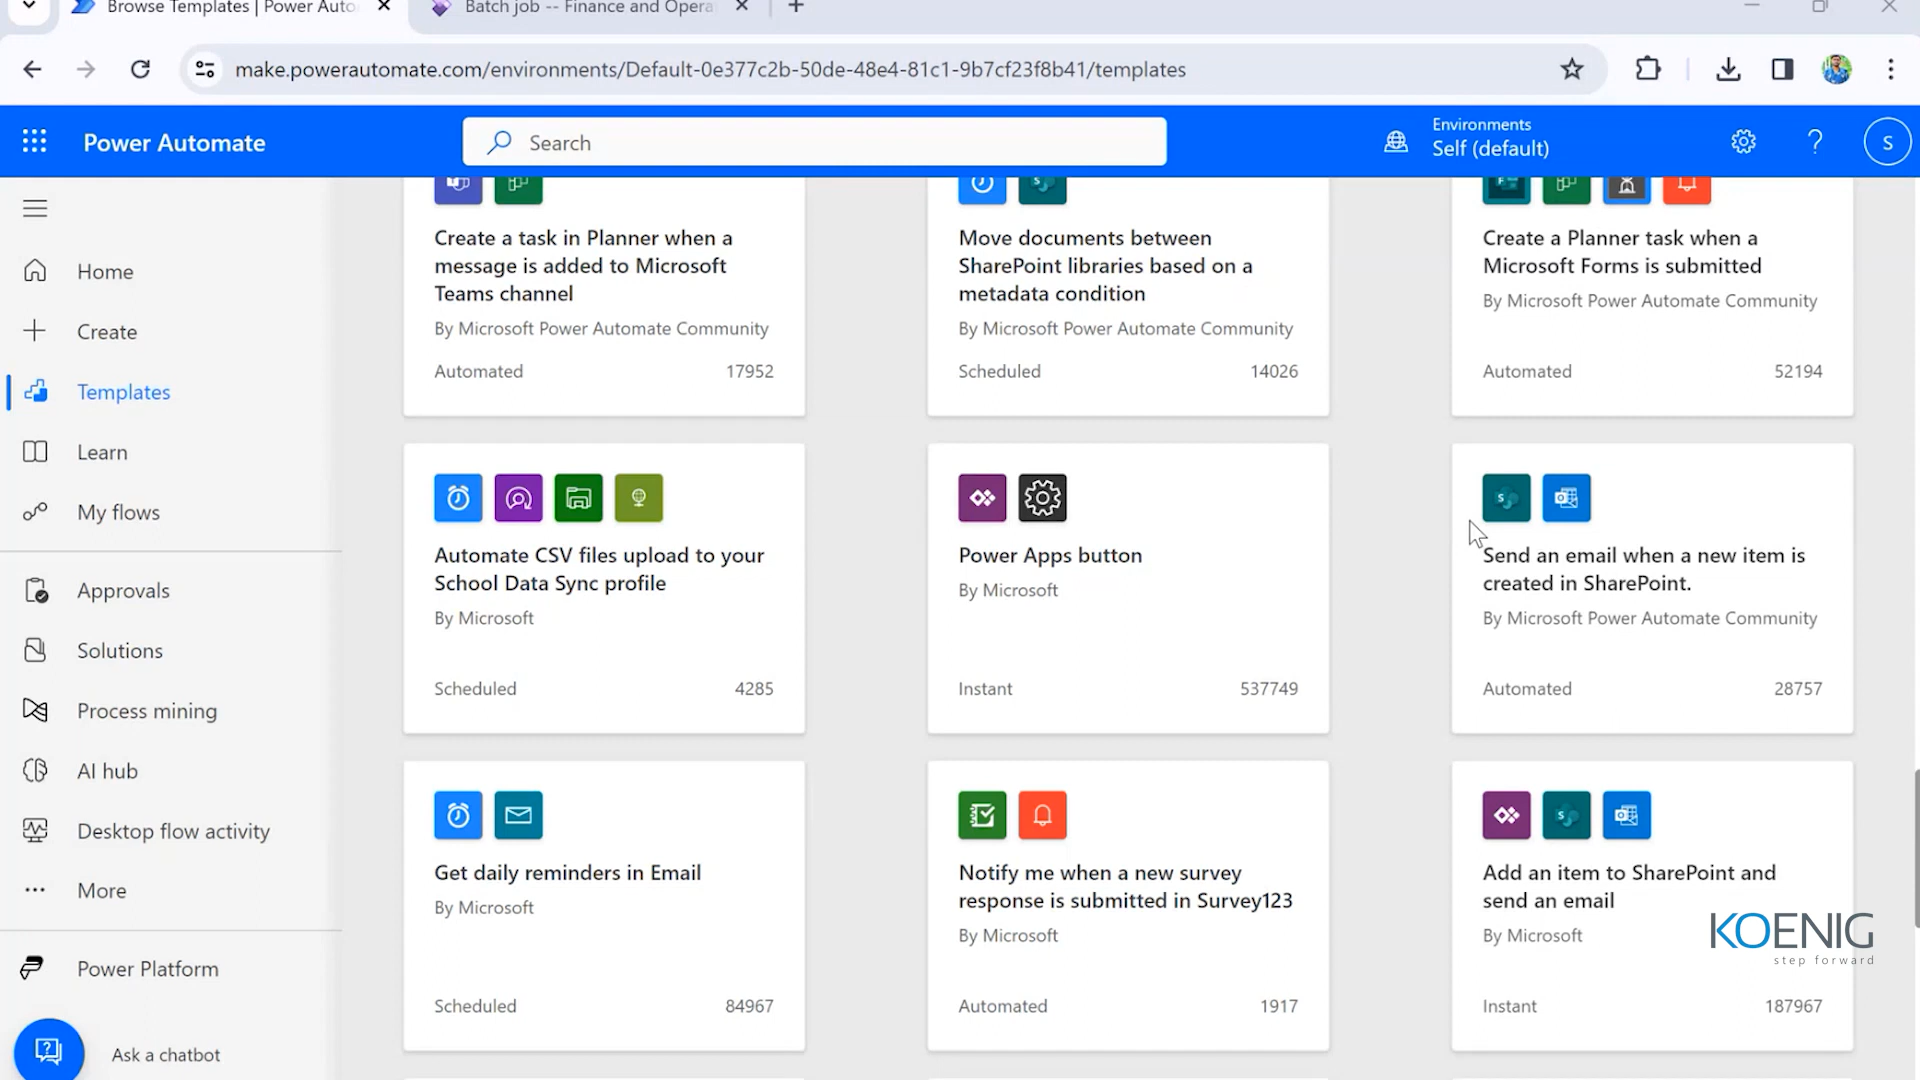 Browse Templates | Power Auto
Batch job -- Finance and Opera
make.powerautomate.com/environments/Default-0e377c2b-50de-48e4-81c1-9b7cf23f8b41/templates
Power Automate
Search
Environments
Self (default)
?
S
Home
Create
Templates
Learn
My flows
Approvals
Solutions
Process mining
AI hub
Desktop flow activity
More
Power Platform
Ask a chatbot
Create a task in Planner when a
message is added to Microsoft
Teams channel
By Microsoft Power Automate Community
Automated 17952
Move documents between
SharePoint libraries based on a
metadata condition
By Microsoft Power Automate Community
Scheduled 14026
Create a Planner task when a
Microsoft Forms is submitted
By Microsoft Power Automate Community
Automated 52194
Automate CSV files upload to your
School Data Sync profile
By Microsoft
Scheduled 4285
Power Apps button
By Microsoft
Instant 537749
Send an email when a new item is
created in SharePoint.
By Microsoft Power Automate Community
Automated 28757
Get daily reminders in Email
By Microsoft
Scheduled 84967
Notify me when a new survey
response is submitted in Survey123
By Microsoft
Automated 1917
Add an item to SharePoint and
send an email
By Microsoft
Instant 187967
KOENIG
step forward